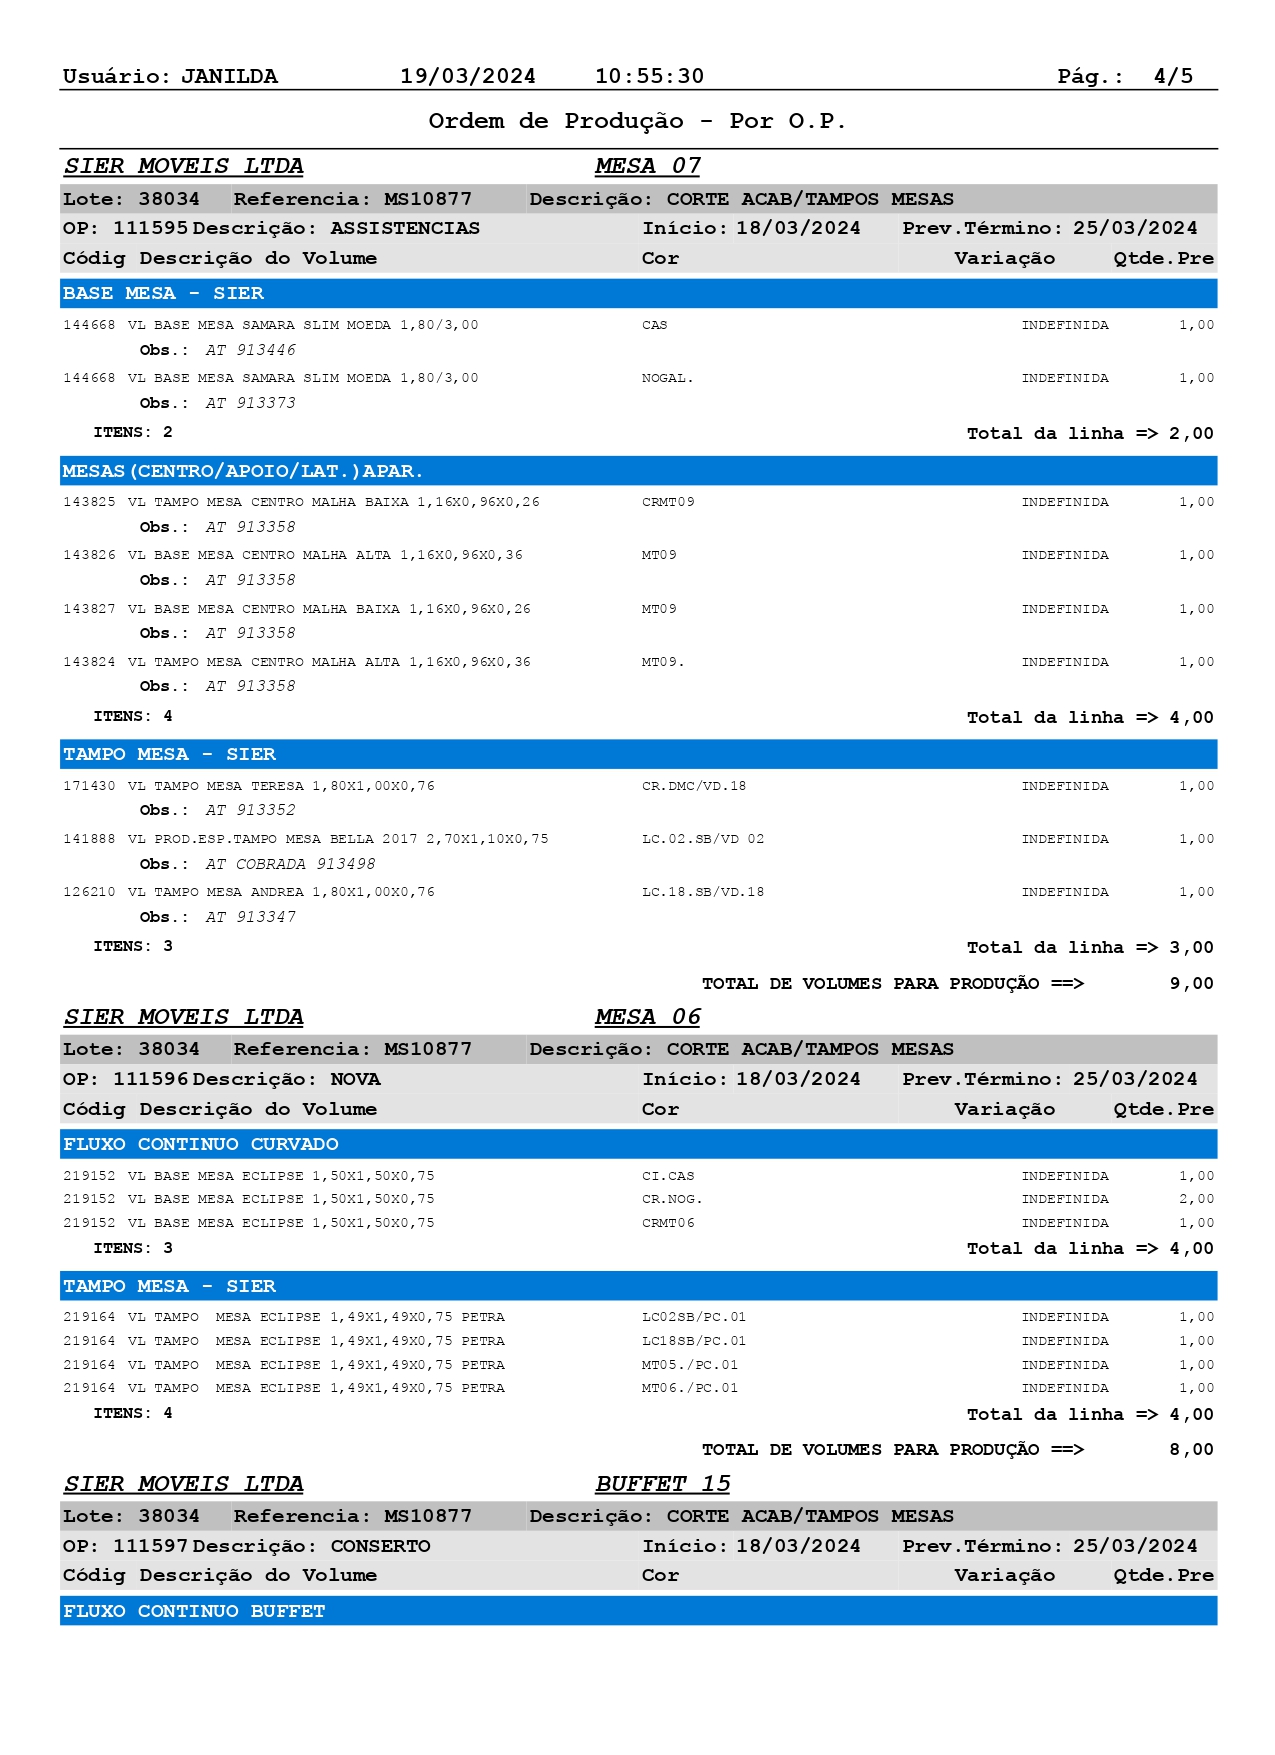 Usuário: JANILDA 19/03/2024 10:55:30 Pág.: 4/5
Ordem de Produção - Por O.P.
SIER MOVEIS LTDA MESA 07
Lote: 38034 Referencia: MS10877 Descrição: CORTE ACAB/TAMPOS MESAS
OP: 111595 Descrição: ASSISTENCIAS Início: 18/03/2024 Prev.Término: 25/03/2024
Códig Descrição do Volume Cor Variação Qtde.Pre
BASE MESA - SIER
144668 VL BASE MESA SAMARA SLIM MOEDA 1,80/3,00 CAS INDEFINIDA 1,00
Obs.: AT 913446
144668 VL BASE MESA SAMARA SLIM MOEDA 1,80/3,00 NOGAL. INDEFINIDA 1,00
Obs.: AT 913373
ITENS: 2 Total da linha => 2,00
MESAS(CENTRO/APOIO/LAT.)APAR.
143825 VL TAMPO MESA CENTRO MALHA BAIXA 1,16X0,96X0,26 CRMT09 INDEFINIDA 1,00
Obs.: AT 913358
143826 VL BASE MESA CENTRO MALHA ALTA 1,16X0,96X0,36 MT09 INDEFINIDA 1,00
Obs.: AT 913358
143827 VL BASE MESA CENTRO MALHA BAIXA 1,16X0,96X0,26 MT09 INDEFINIDA 1,00
Obs.: AT 913358
143824 VL TAMPO MESA CENTRO MALHA ALTA 1,16X0,96X0,36 MT09. INDEFINIDA 1,00
Obs.: AT 913358
ITENS: 4 Total da linha => 4,00
TAMPO MESA - SIER
171430 VL TAMPO MESA TERESA 1,80X1,00X0,76 CR.DMC/VD.18 INDEFINIDA 1,00
Obs.: AT 913352
141888 VL PROD.ESP.TAMPO MESA BELLA 2017 2,70X1,10X0,75 LC.02.SB/VD 02 INDEFINIDA 1,00
Obs.: AT COBRADA 913498
126210 VL TAMPO MESA ANDREA 1,80X1,00X0,76 LC.18.SB/VD.18 INDEFINIDA 1,00
Obs.: AT 913347
ITENS: 3 Total da linha => 3,00
TOTAL DE VOLUMES PARA PRODUÇÃO ==> 9,00
SIER MOVEIS LTDA MESA 06
Lote: 38034 Referencia: MS10877 Descrição: CORTE ACAB/TAMPOS MESAS
OP: 111596 Descrição: NOVA Início: 18/03/2024 Prev.Término: 25/03/2024
Códig Descrição do Volume Cor Variação Qtde.Pre
FLUXO CONTINUO CURVADO
219152 VL BASE MESA ECLIPSE 1,50X1,50X0,75 CI.CAS INDEFINIDA 1,00
219152 VL BASE MESA ECLIPSE 1,50X1,50X0,75 CR.NOG. INDEFINIDA 2,00
219152 VL BASE MESA ECLIPSE 1,50X1,50X0,75 CRMT06 INDEFINIDA 1,00
ITENS: 3 Total da linha => 4,00
TAMPO MESA - SIER
219164 VL TAMPO  MESA ECLIPSE 1,49X1,49X0,75 PETRA LC02SB/PC.01 INDEFINIDA 1,00
219164 VL TAMPO  MESA ECLIPSE 1,49X1,49X0,75 PETRA LC18SB/PC.01 INDEFINIDA 1,00
219164 VL TAMPO  MESA ECLIPSE 1,49X1,49X0,75 PETRA MT05./PC.01 INDEFINIDA 1,00
219164 VL TAMPO  MESA ECLIPSE 1,49X1,49X0,75 PETRA MT06./PC.01 INDEFINIDA 1,00
ITENS: 4 Total da linha => 4,00
TOTAL DE VOLUMES PARA PRODUÇÃO ==> 8,00
SIER MOVEIS LTDA BUFFET 15
Lote: 38034 Referencia: MS10877 Descrição: CORTE ACAB/TAMPOS MESAS
OP: 111597 Descrição: CONSERTO Início: 18/03/2024 Prev.Término: 25/03/2024
Códig Descrição do Volume Cor Variação Qtde.Pre
FLUXO CONTINUO BUFFET